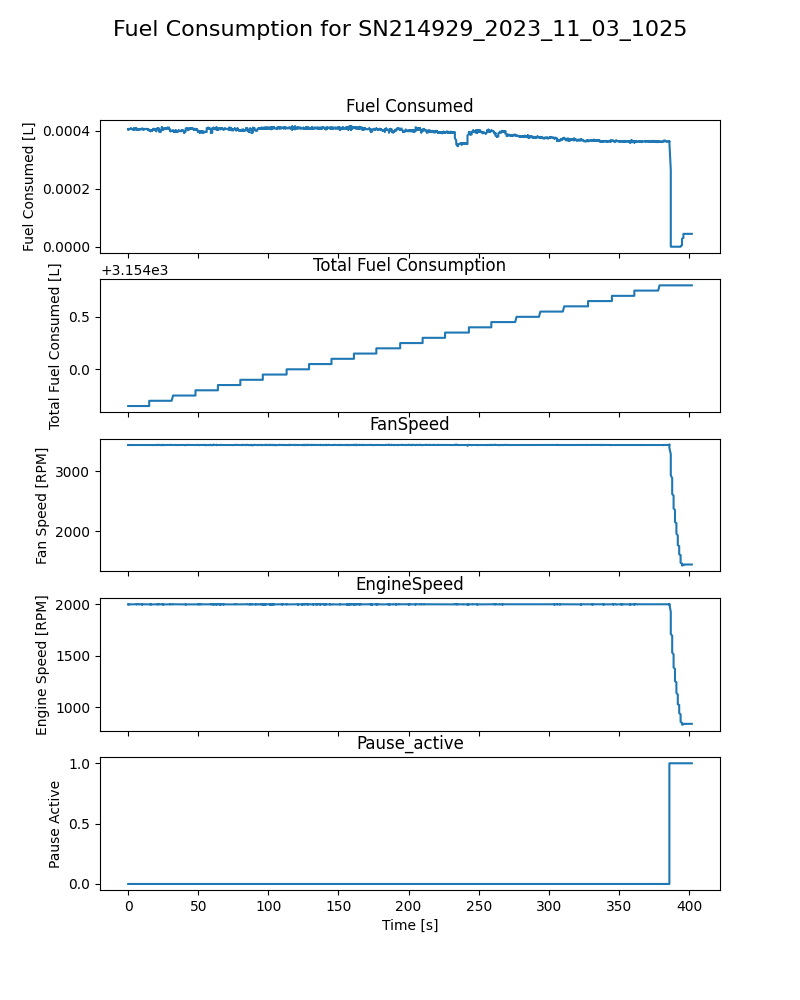 Fuel Consumption for SN214929_2023_11_03_1025
Fuel Consumed
Fuel Consumed [L]
0.0004
0.0002
0.0000
Total Fuel Consumption
+3.154e3
Total Fuel Consumed [L]
0.5
0.0
FanSpeed
Fan Speed [RPM]
3000
2000
EngineSpeed
Engine Speed [RPM]
2000
1500
1000
Pause_active
Pause Active
1.0
0.5
0.0
0 50 100 150 200 250 300 350 400
Time [s]